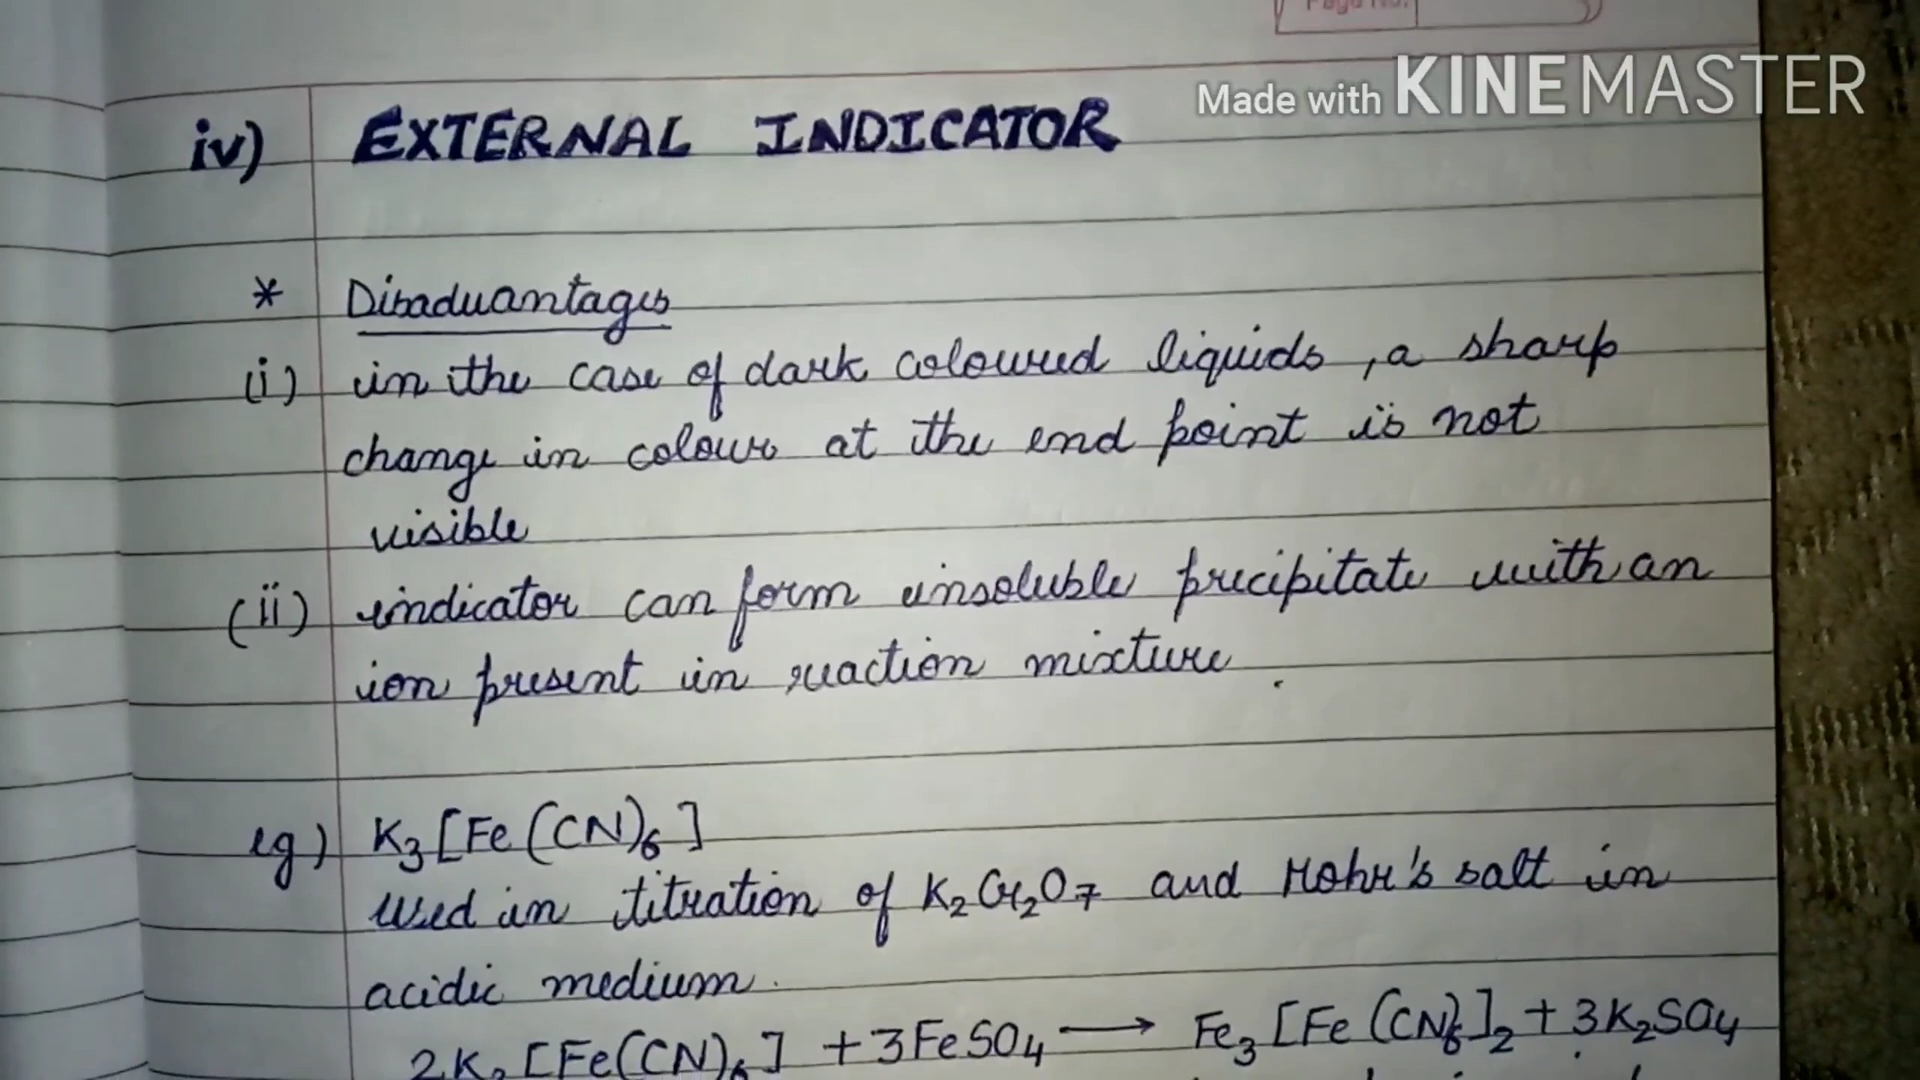 Page No.
Made with KINEMASTER
iv) EXTERNAL INDICATOR
* Disadvantages
(i) in the case of dark coloured liquids, a sharp
change in colour at the end point is not
visible
(ii) indicator can form insoluble precipitate with an
ion present in reaction mixture.
eg) K₃[Fe(CN)₆]
Used in titration of K₂Cr₂O₇ and Mohr's salt in
acidic medium.
2K₃[Fe(CN)₆] + 3FeSO₄ → Fe₃[Fe(CN)₆]₂ + 3K₂SO₄